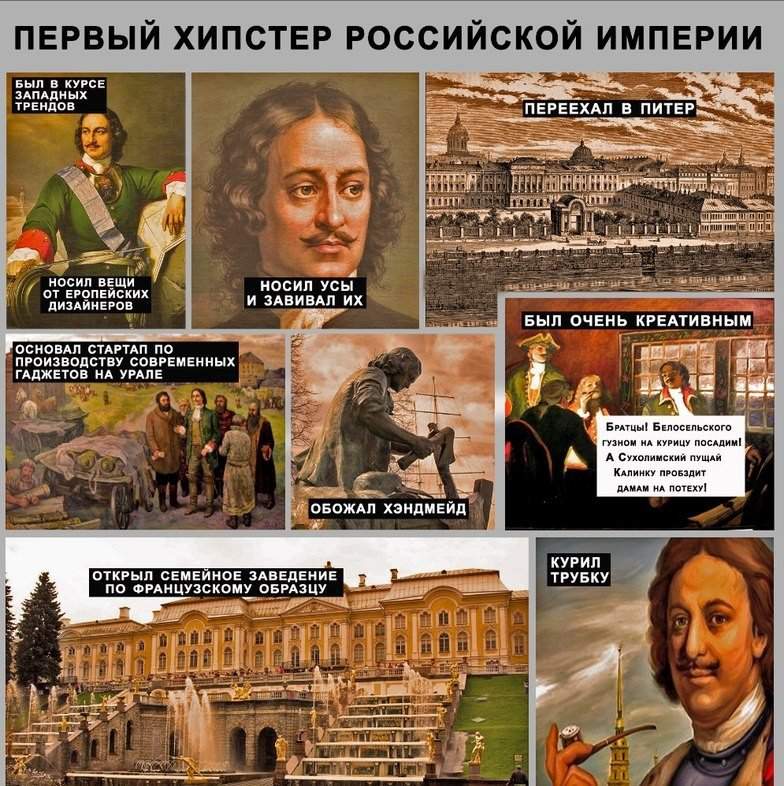 ПЕРВЫЙ ХИПСТЕР РОССИЙСКОЙ ИМПЕРИИ
БЫЛ В КУРСЕ
ЗАПАДНЫХ
ТРЕНДОВ
НОСИЛ ВЕЩИ
ОТ ЕРОПЕЙСКИХ
ДИЗАЙНЕРОВ
НОСИЛ УСЫ
И ЗАВИВАЛ ИХ
ПЕРЕЕХАЛ В ПИТЕР
ОСНОВАЛ СТАРТАП ПО
ПРОИЗВОДСТВУ СОВРЕМЕННЫХ
ГАДЖЕТОВ НА УРАЛЕ
ОБОЖАЛ ХЭНДМЕЙД
БЫЛ ОЧЕНЬ КРЕАТИВНЫМ
Братцы! Белосельского
гузном на курицу посадим!
А Сухолимский пущай
Калинку пробздит
дамам на потеху!
ОТКРЫЛ СЕМЕЙНОЕ ЗАВЕДЕНИЕ
ПО ФРАНЦУЗСКОМУ ОБРАЗЦУ
КУРИЛ
ТРУБКУ